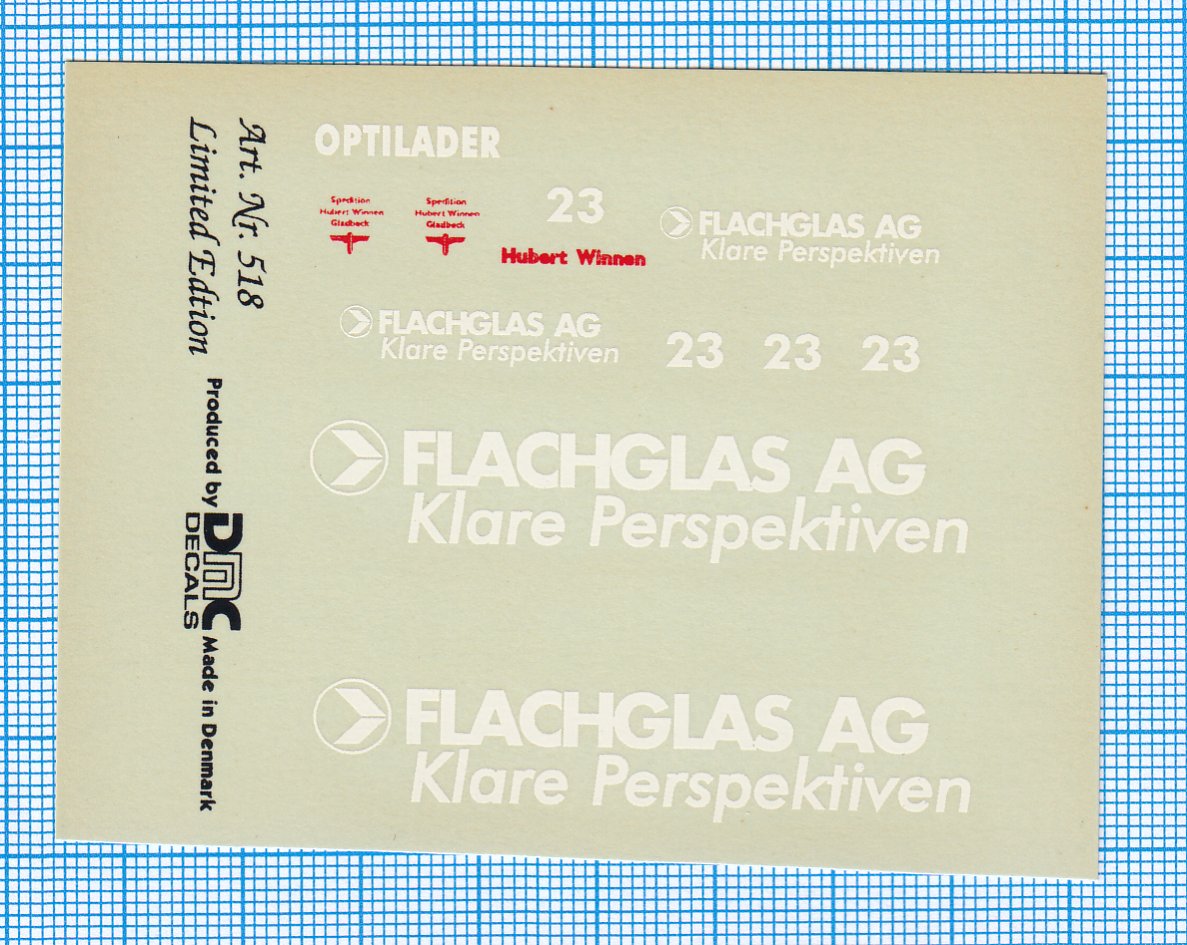 Art. Nr. 518
Limited Edtion
Produced by DMC DECALS Made in Denmark
OPTILADER
Spedition
Hubert Winnen
Gladbeck
Spedition
Hubert Winnen
Gladbeck
23
Hubert Winnen
FLACHGLAS AG
Klare Perspektiven
FLACHGLAS AG
Klare Perspektiven
23 23 23
FLACHGLAS AG
Klare Perspektiven
FLACHGLAS AG
Klare Perspektiven